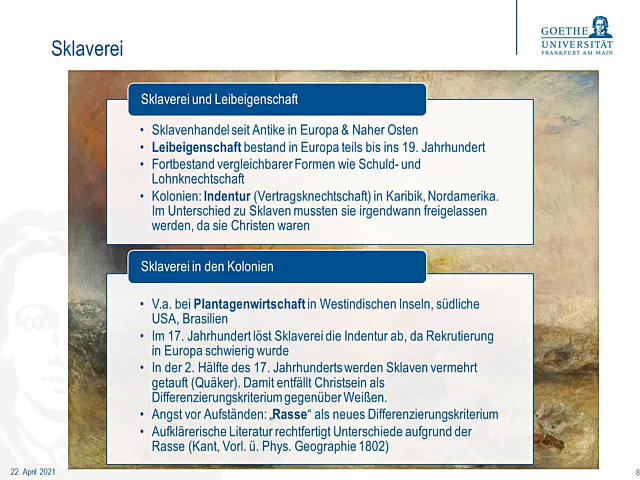 Sklaverei
GOETHE
UNIVERSITÄT
FRANKFURT AM MAIN
Sklaverei und Leibeigenschaft
• Sklavenhandel seit Antike in Europa & Naher Osten
• Leibeigenschaft bestand in Europa teils bis ins 19. Jahrhundert
• Fortbestand vergleichbarer Formen wie Schuld- und
Lohnknechtschaft
• Kolonien: Indentur (Vertragsknechtschaft) in Karibik, Nordamerika.
Im Unterschied zu Sklaven mussten sie irgendwann freigelassen
werden, da sie Christen waren
Sklaverei in den Kolonien
• V.a. bei Plantagenwirtschaft in Westindischen Inseln, südliche
USA, Brasilien
• Im 17. Jahrhundert löst Sklaverei die Indentur ab, da Rekrutierung
in Europa schwierig wurde
• In der 2. Hälfte des 17. Jahrhunderts werden Sklaven vermehrt
getauft (Quäker). Damit entfällt Christsein als
Differenzierungskriterium gegenüber Weißen.
• Angst vor Aufständen: „Rasse“ als neues Differenzierungskriterium
• Aufklärerische Literatur rechtfertigt Unterschiede aufgrund der
Rasse (Kant, Vorl. ü. Phys. Geographie 1802)
22. April 2021
8